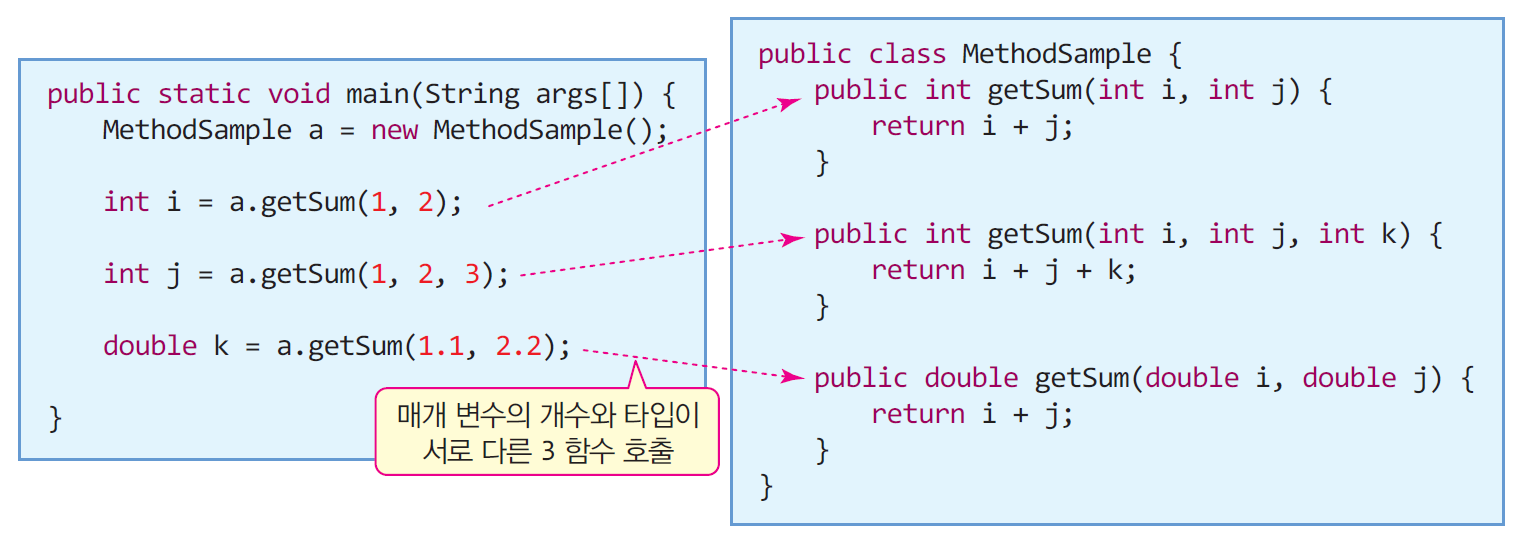 public static void main(String args[]) {
MethodSample a = new MethodSample();
int i = a.getSum(1, 2);
int j = a.getSum(1, 2, 3);
double k = a.getSum(1.1, 2.2);
}
매개 변수의 개수와 타입이
서로 다른 3 함수 호출
public class MethodSample {
public int getSum(int i, int j) {
return i + j;
}
public int getSum(int i, int j, int k) {
return i + j + k;
}
public double getSum(double i, double j) {
return i + j;
}
}